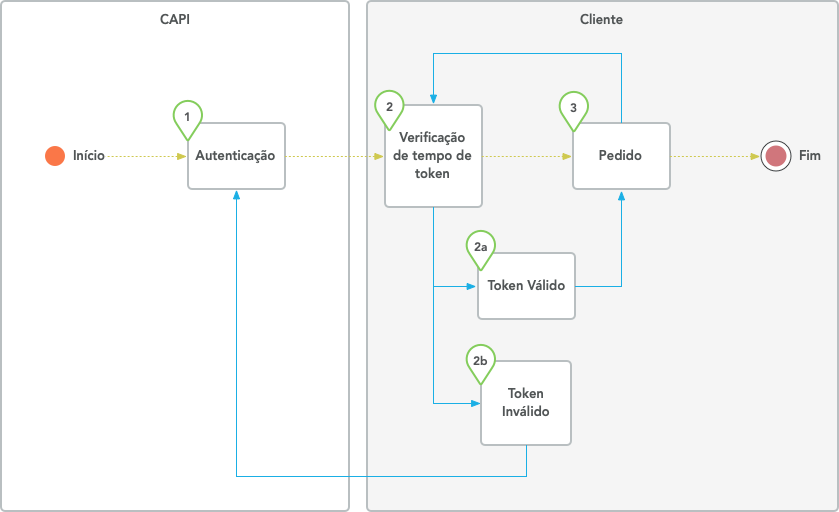 CAPI
Cliente
1
2
3
Início
Autenticação
Verificação
de tempo de
token
Pedido
Fim
2a
Token Válido
2b
Token
Inválido